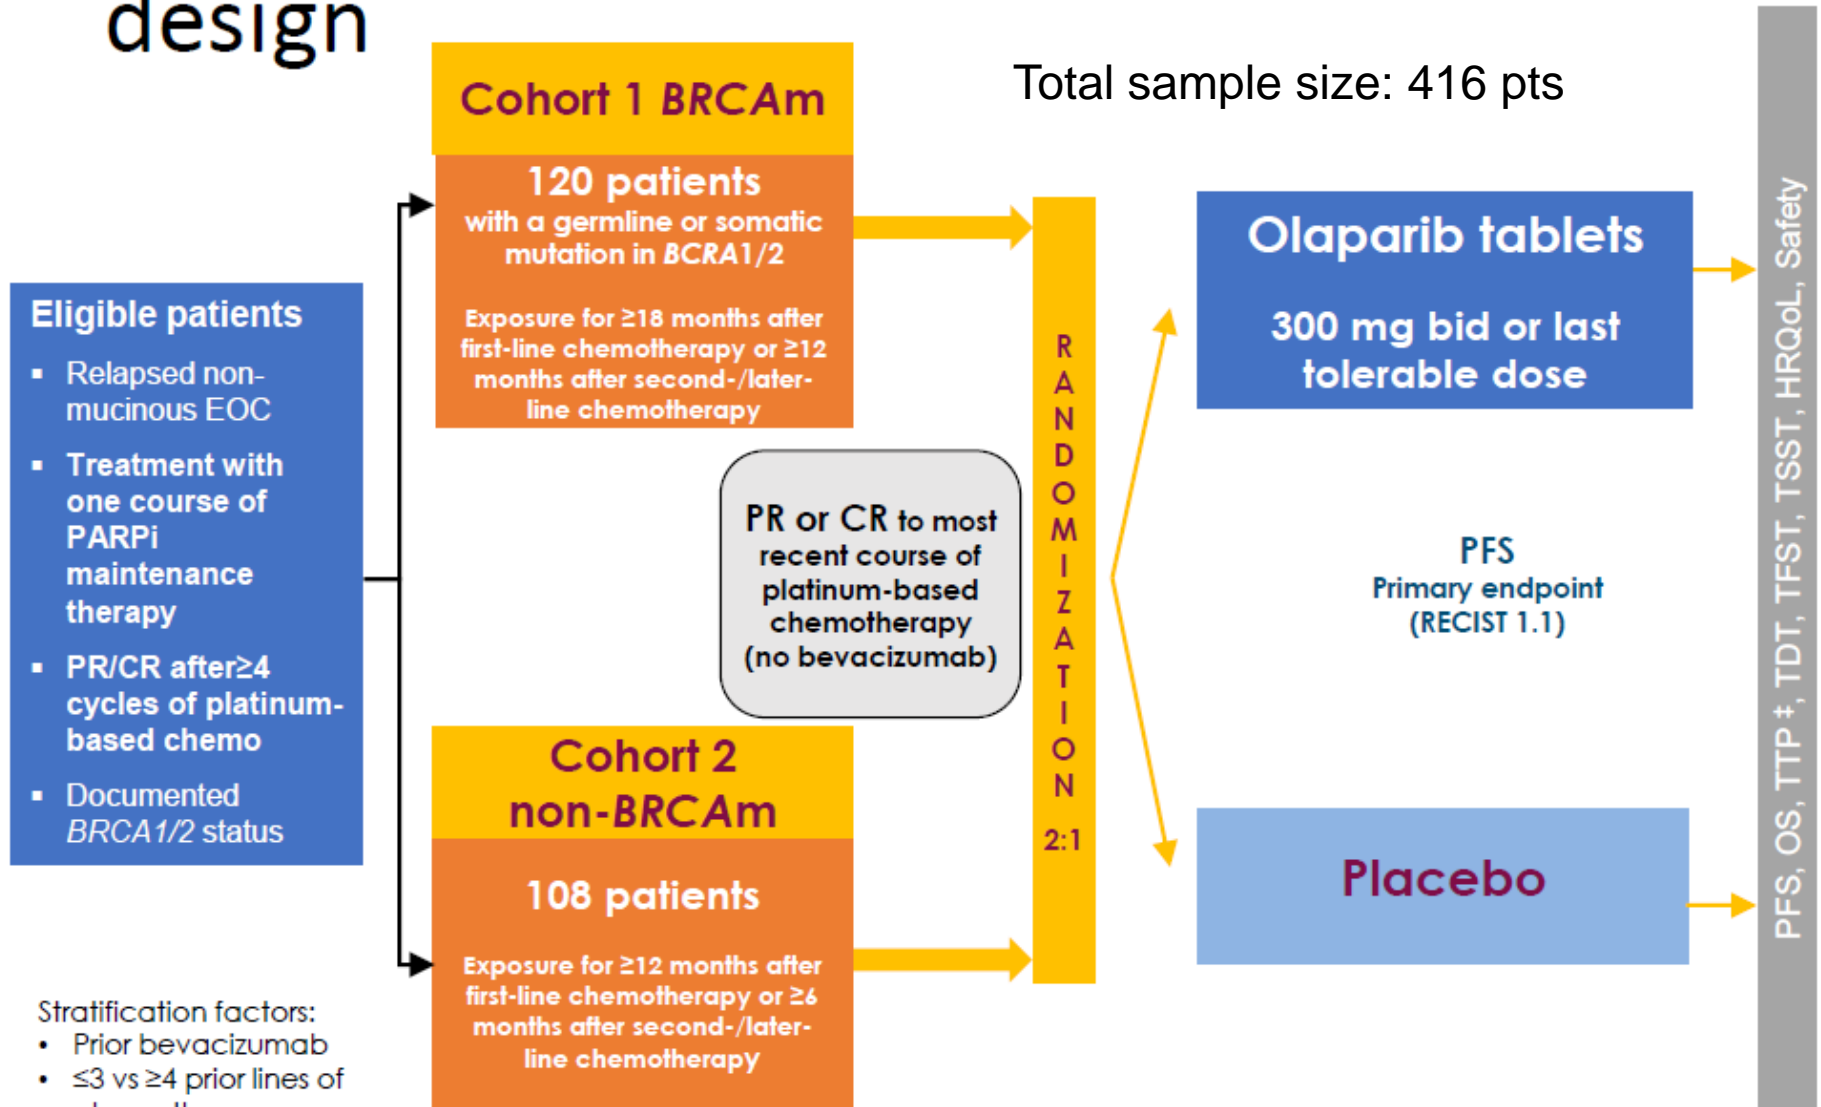 design
Total sample size: 416 pts
Eligible patients
▪ Relapsed non-
mucinous EOC
▪ Treatment with
one course of
PARPi
maintenance
therapy
▪ PR/CR after≥4
cycles of platinum-
based chemo
▪ Documented
BRCA1/2 status
Stratification factors:
• Prior bevacizumab
• ≤3 vs ≥4 prior lines of
Cohort 1 BRCAm
120 patients
with a germline or somatic
mutation in BCRA1/2
Exposure for ≥18 months after
first-line chemotherapy or ≥12
months after second-/later-
line chemotherapy
PR or CR to most
recent course of
platinum-based
chemotherapy
(no bevacizumab)
Cohort 2
non-BRCAm
108 patients
Exposure for ≥12 months after
first-line chemotherapy or ≥6
months after second-/later-
line chemotherapy
RANDOMIZATION
2:1
Olaparib tablets
300 mg bid or last
tolerable dose
PFS
Primary endpoint
(RECIST 1.1)
Placebo
PFS, OS, TTP ‡, TDT, TFST, TSST, HRQoL, Safety